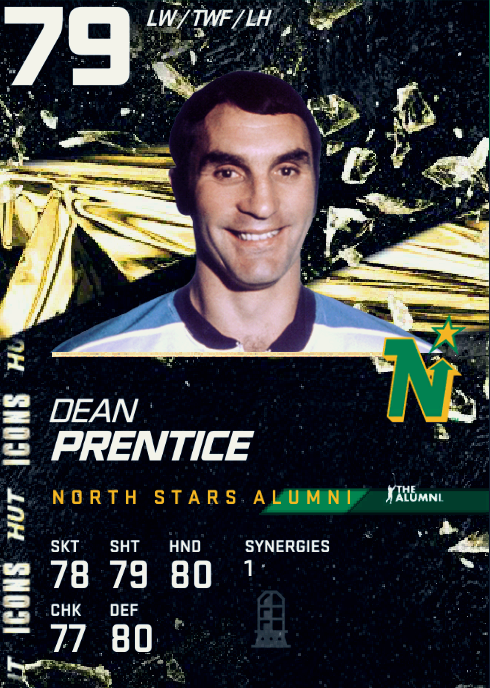 79
LW / TWF / LH
DEAN
PRENTICE
N
NORTH STARS ALUMNI
THE
ALUMNI.
SKT SHT HND SYNERGIES
78 79 80 1
CHK DEF
77 80
HUT
ICONS
HUT
ICONS